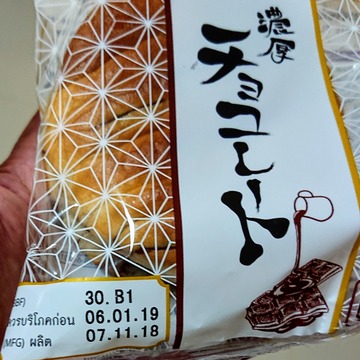 濃厚
チョコレート
30. B1
BF)
ควรบริโภคก่อน 06.01.19
(MFG) ผลิต 07.11.18